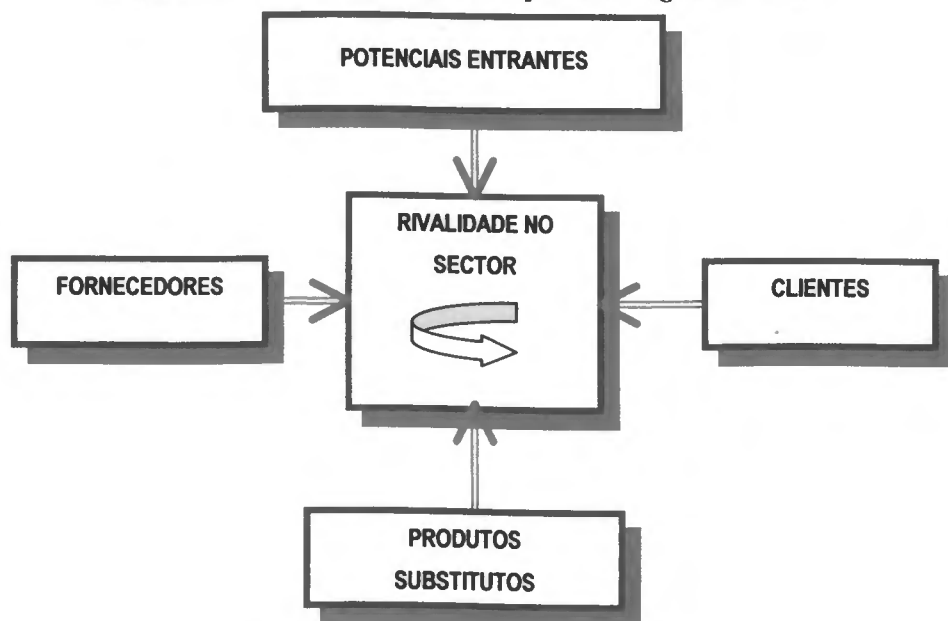 POTENCIAIS ENTRANTES
RIVALIDADE NO
SECTOR
FORNECEDORES
CLIENTES
PRODUTOS
SUBSTITUTOS